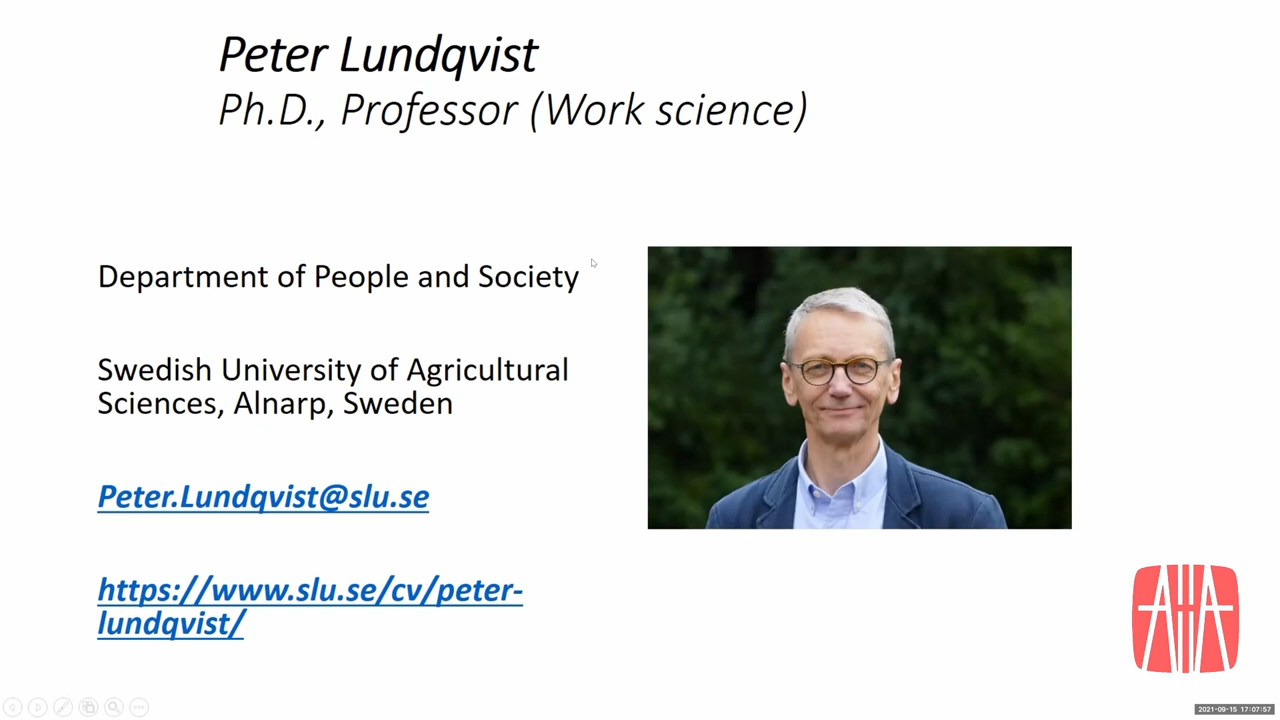 Peter Lundqvist
Ph.D., Professor (Work science)
Department of People and Society
Swedish University of Agricultural
Sciences, Alnarp, Sweden
Peter.Lundqvist@slu.se
https://www.slu.se/cv/peter-
lundqvist/
AHA
2021-09-15 17:07:57